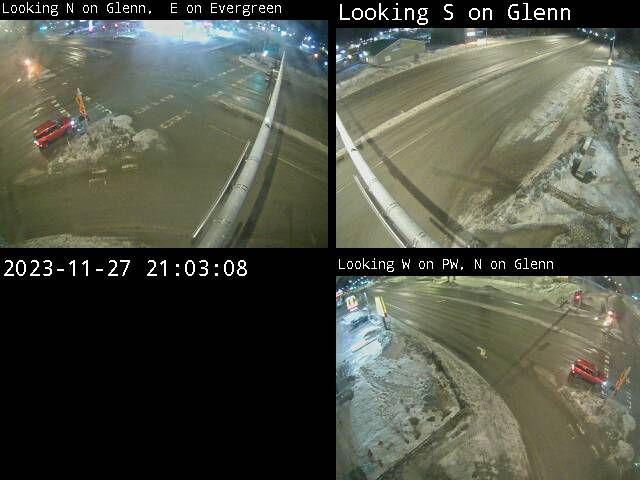 Looking N on Glenn,  E on Evergreen
Looking S on Glenn
2023-11-27 21:03:08
Looking W on PW, N on Glenn